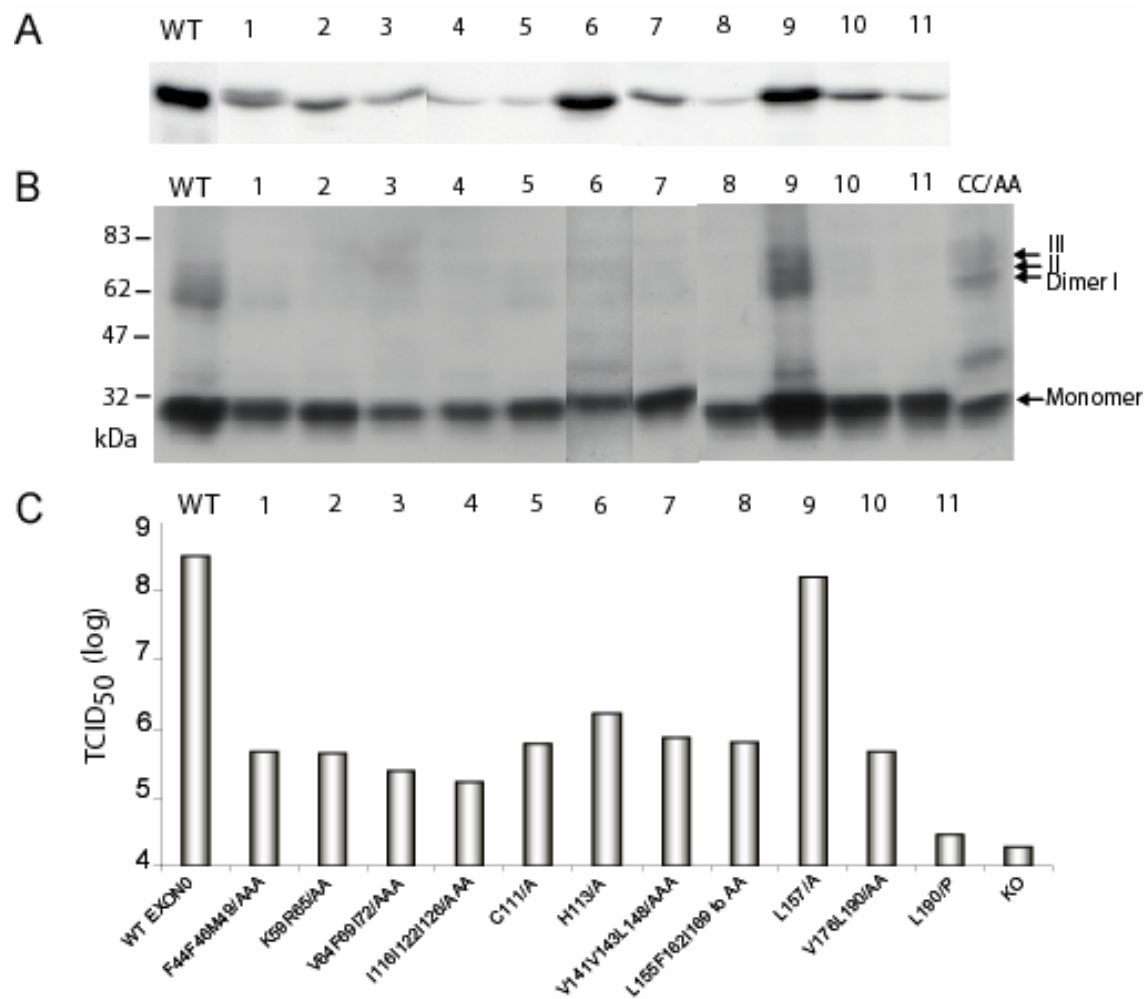 A
WT 1 2 3 4 5 6 7 8 9 10 11
B
WT 1 2 3 4 5 6 7 8 9 10 11 CC/AA
83
62
47
32
kDa
III
II
Dimer I
Monomer
C
WT 1 2 3 4 5 6 7 8 9 10 11
TCID50 (log)
9
8
7
6
5
4
WT EXON0
F44F46M49/AAA
K59R65/AA
V64F69I72/AAA
I116I122I126/AAA
C111/A
H113/A
V141V143L148/AAA
L155F162I169 to AA
L157/A
V176L190/AA
L190/P
KO